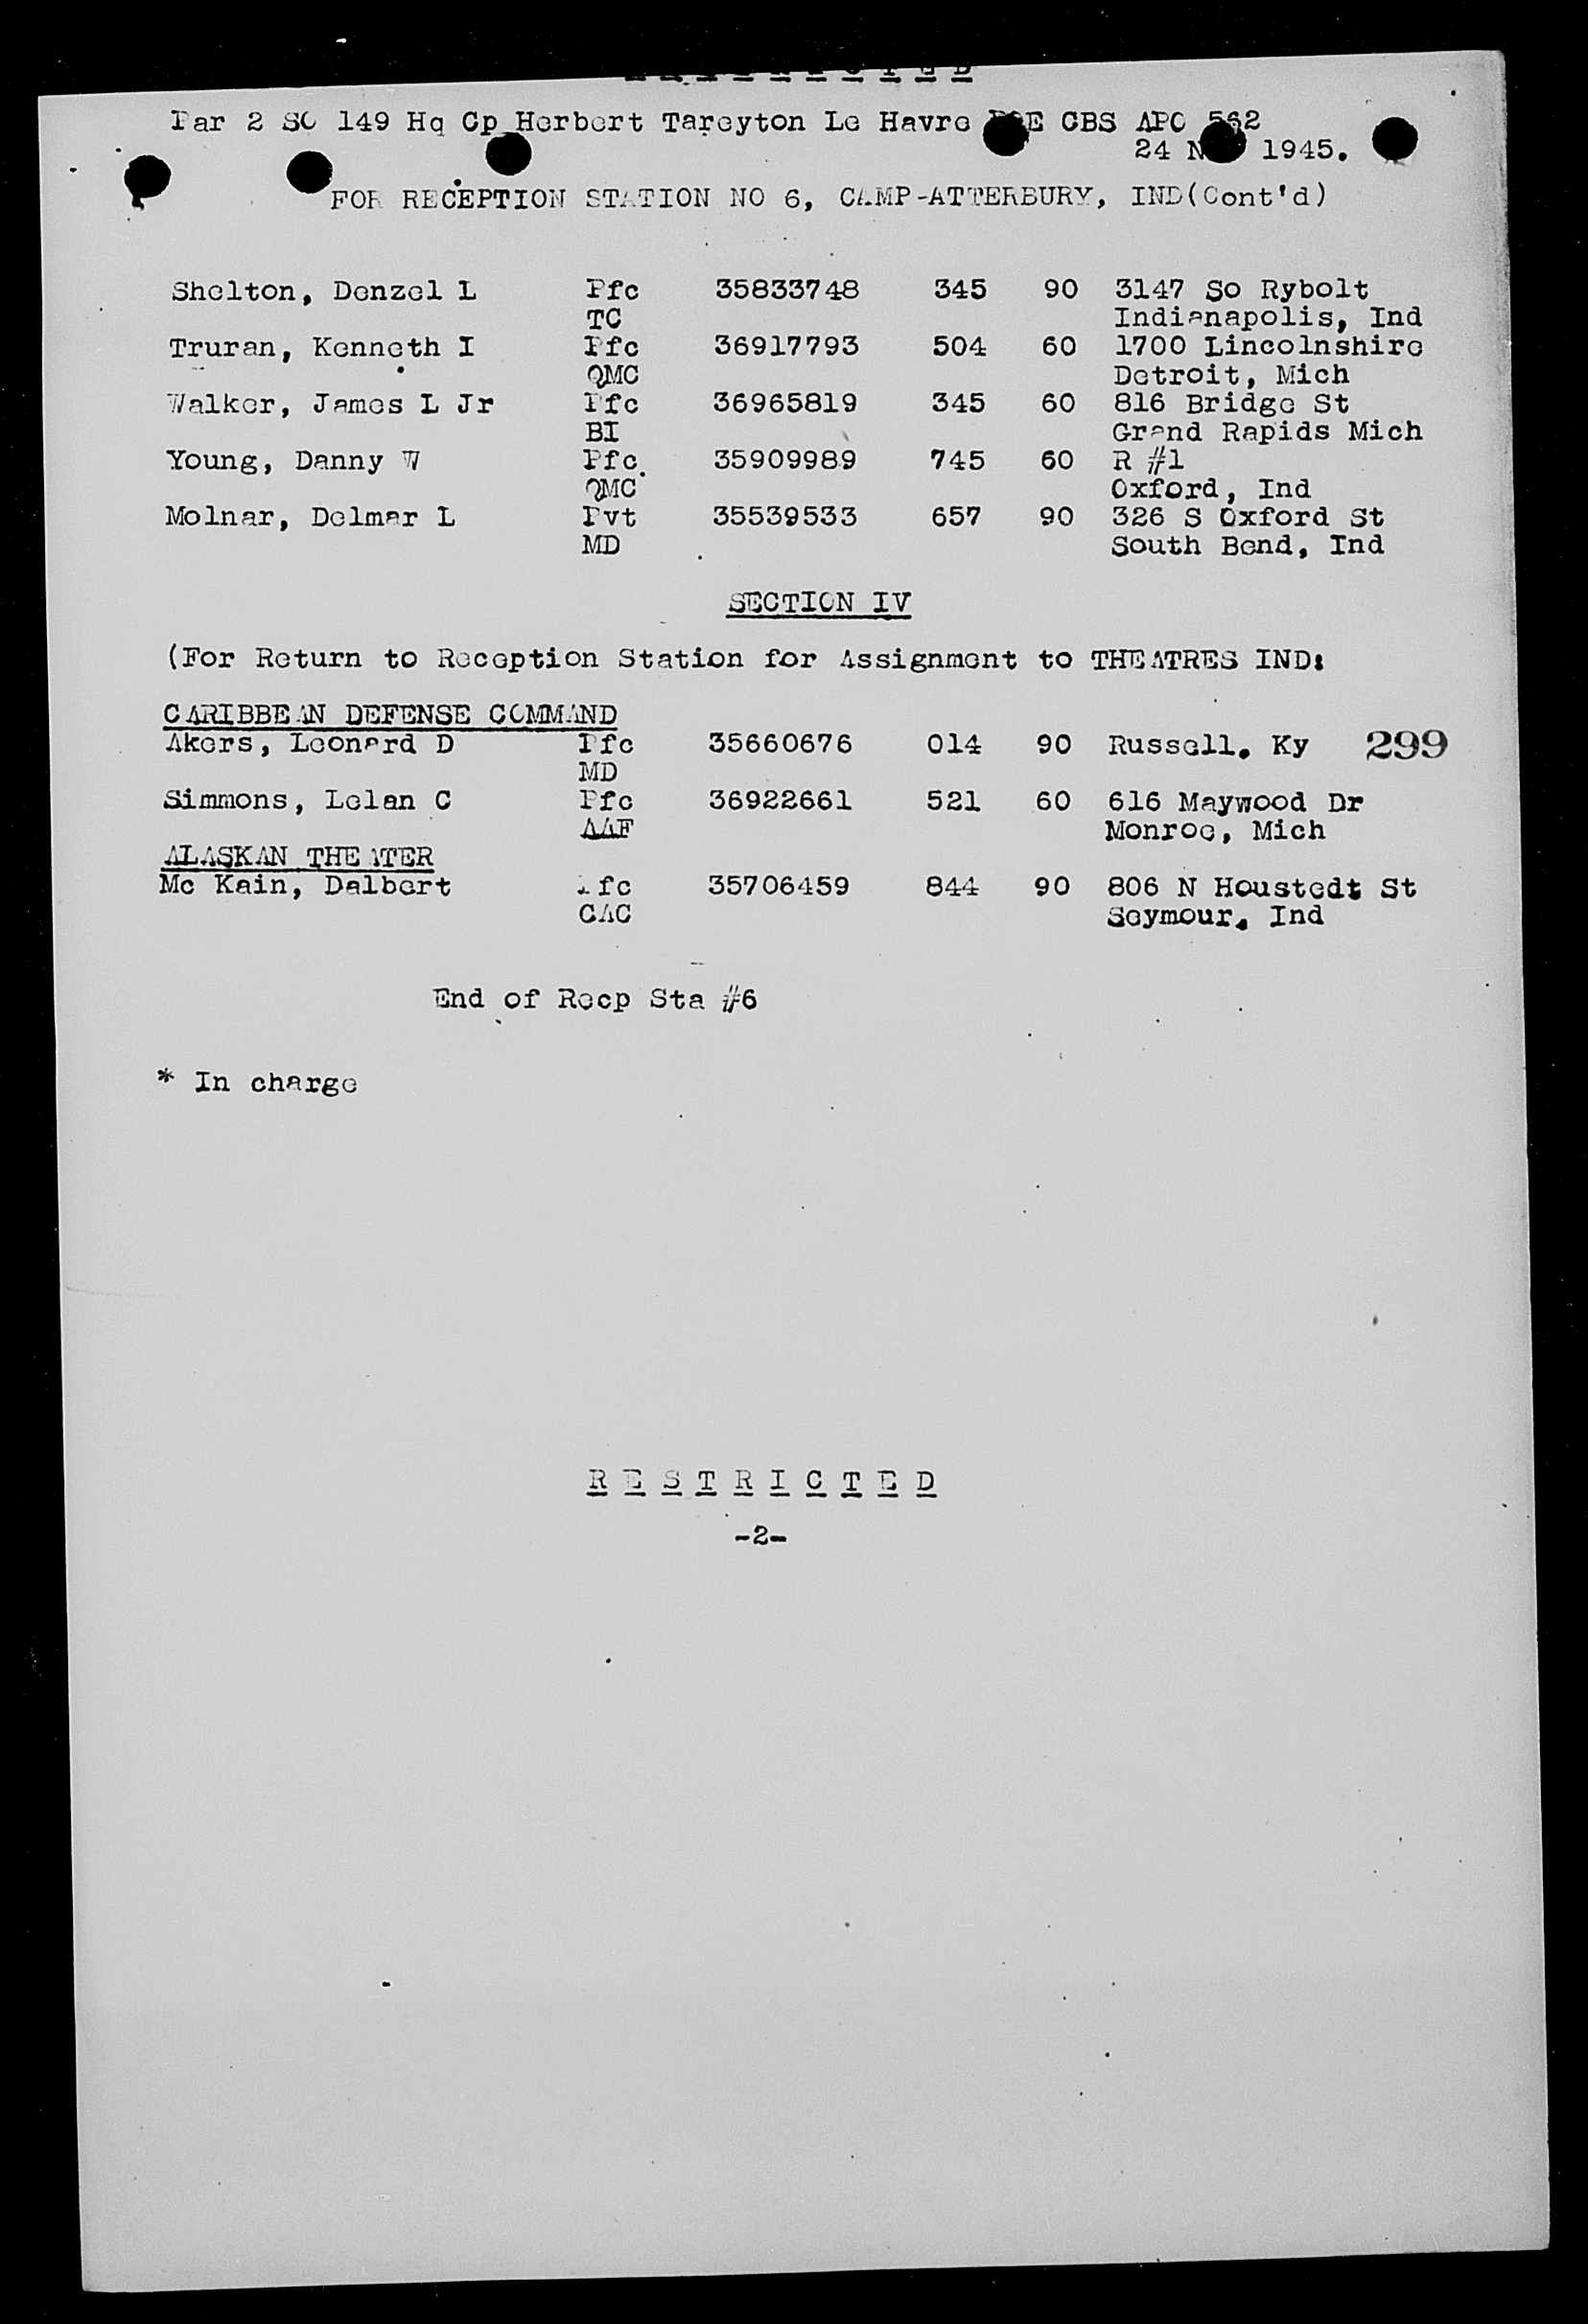 R E S T R I C T E D
Par 2 SO 149 Hq Cp Herbert Tareyton Le Havre CBS APO 562
24 1945.
FOR RECEPTION STATION NO 6, CAMP-ATTERBURY, IND(Cont'd)
Shelton, Denzel L Pfc 35833748 345 90 3147 So Rybolt
TC Indianapolis, Ind
Truran, Kenneth I Pfc 36917793 504 60 1700 Lincolnshire
QMC Detroit, Mich
Walker, James L Jr Pfc 36965819 345 60 816 Bridge St
BI Grand Rapids Mich
Young, Danny W Pfc 35909989 745 60 R #1
QMC Oxford, Ind
Molnar, Delmar L Pvt 35539533 657 90 326 S Oxford St
MD South Bend, Ind
SECTION IV
(For Return to Reception Station for Assignment to THEATRES IND:
CARIBBEAN DEFENSE COMMAND
Akers, Leonard D Pfc 35660676 014 90 Russell, Ky 299
MD
Simmons, Lelan C Pfc 36922661 521 60 616 Maywood Dr
AAF Monroe, Mich
ALASKAN THEATER
Mc Kain, Dalbert Pfc 35706459 844 90 806 N Houstedt St
CAC Seymour, Ind
End of Recp Sta #6
* In charge
R E S T R I C T E D
-2-